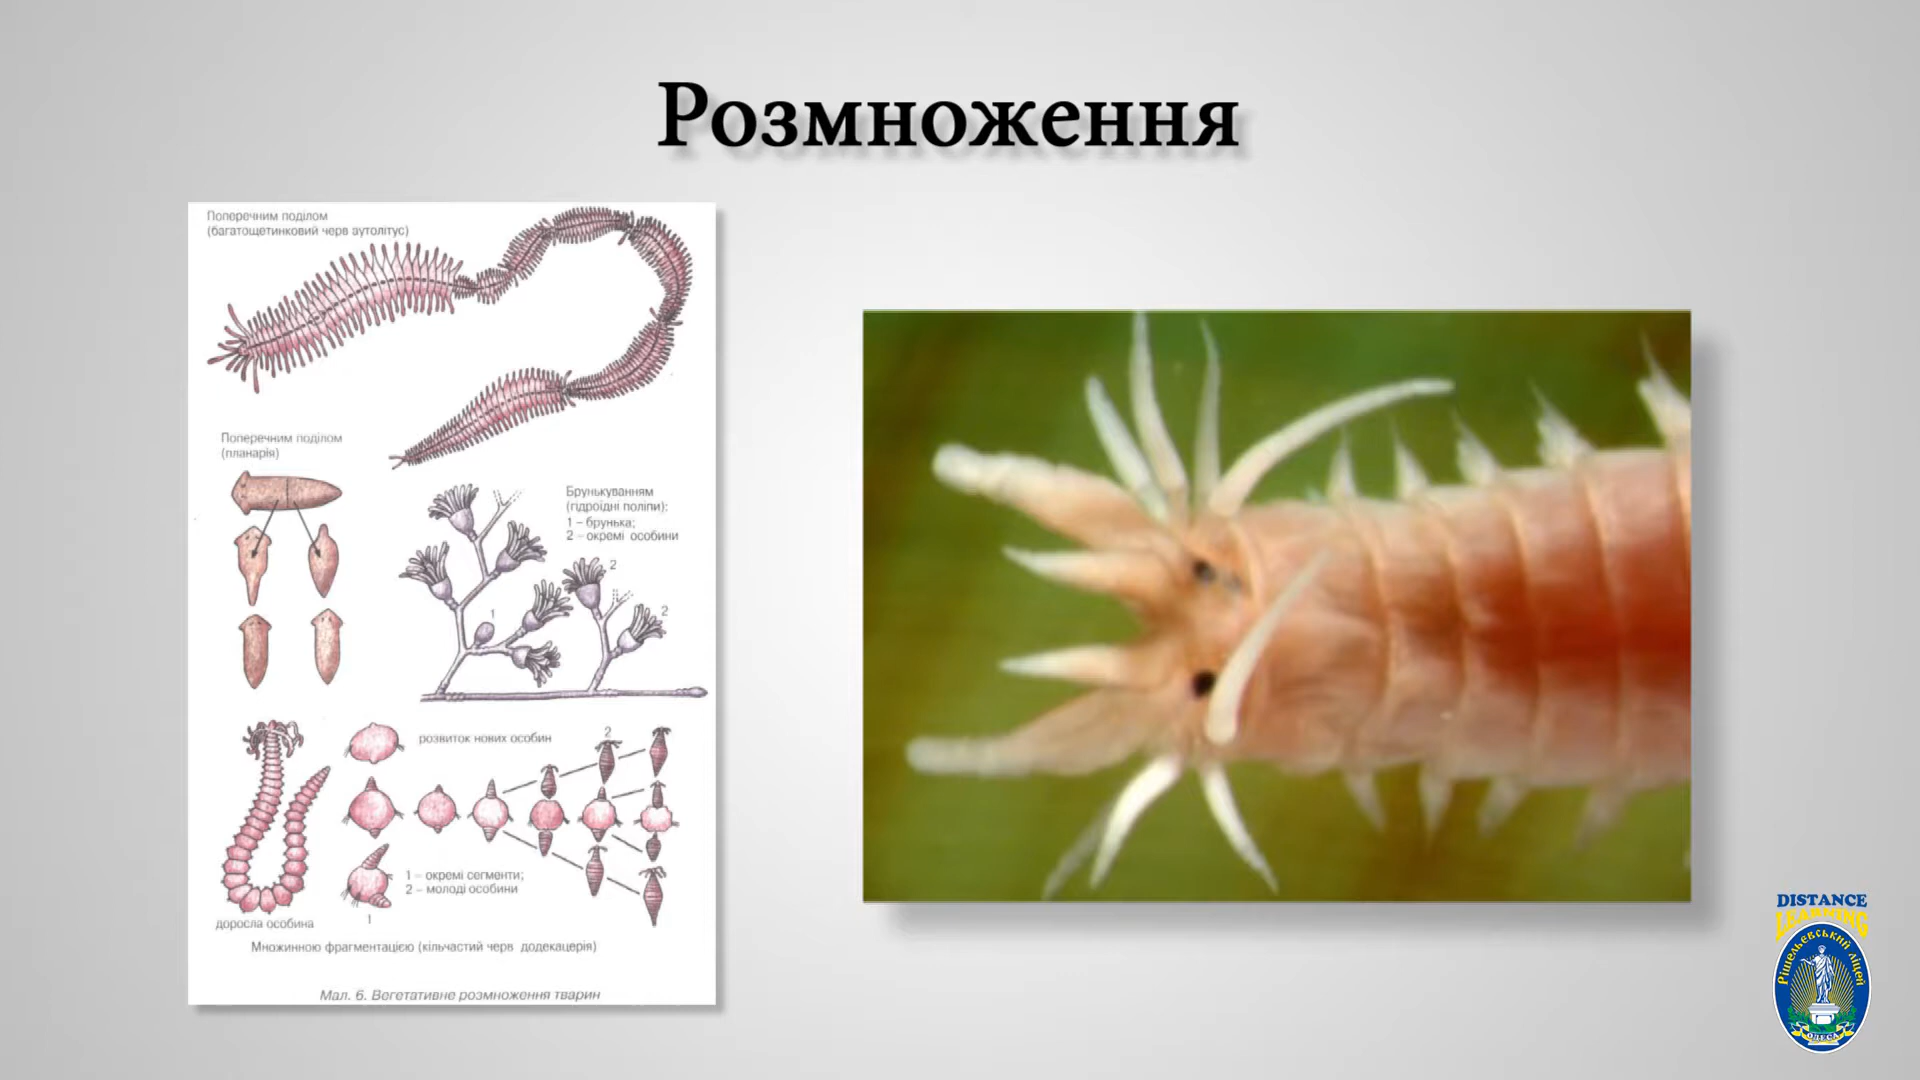 Розмноження
Поперечним поділом
(багатощетинковий черв аутолітус)
Поперечним поділом
(планарія)
Брунькуванням
(гідроїдні поліпи):
1 – брунька;
2 – окремі особини
2
1
2
розвиток нових особин
2
1 – окремі сегменти;
2 – молоді особини
1
доросла особина
Множинною фрагментацією (кільчастий черв додекацерія)
Мал. 6. Вегетативне розмноження тварин
DISTANCE
LEARNING
Рішельєвський ліцей
ОДЕСА